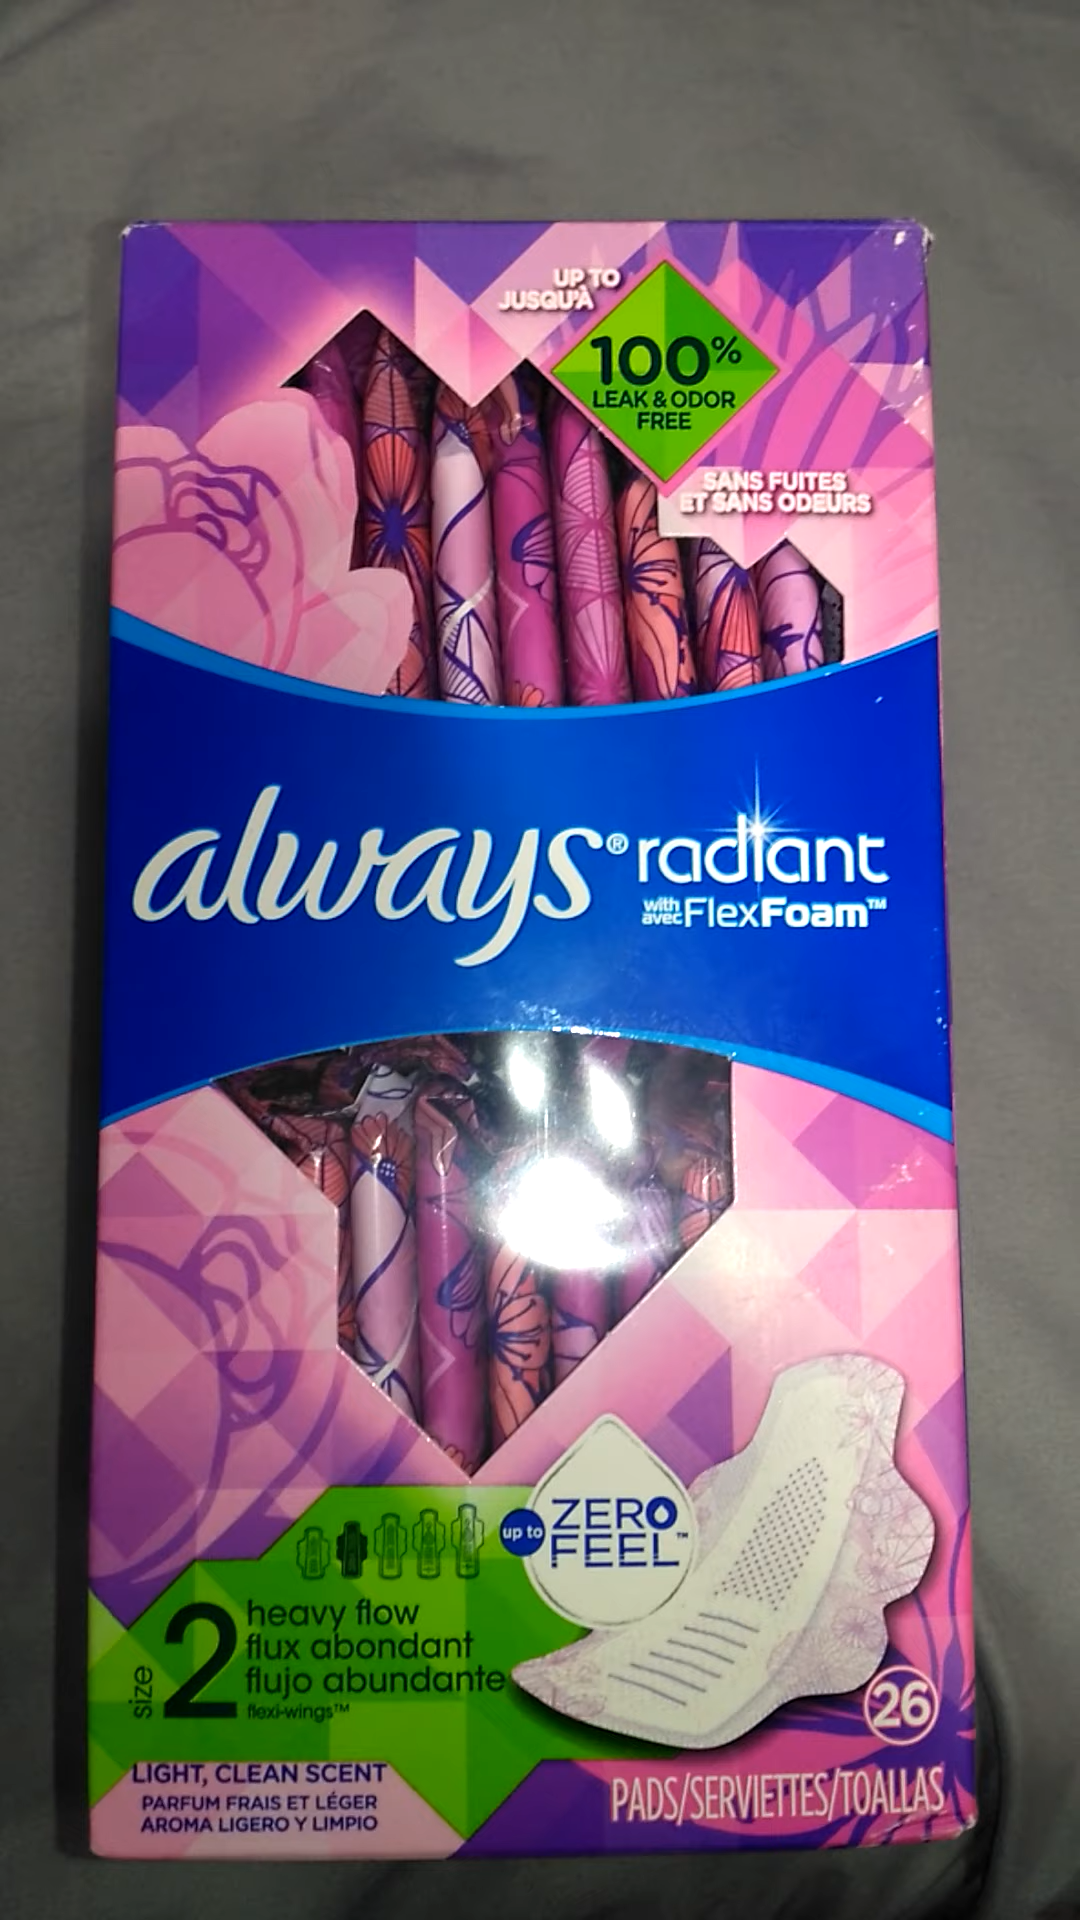 UP TO
JUSQU'À
100%
LEAK & ODOR
FREE
SANS FUITES
ET SANS ODEURS
always® radiant
with
avec FlexFoam™
up to ZERO
FEEL™
size 2
heavy flow
flux abondant
flujo abundante
flexi-wings™
26
LIGHT, CLEAN SCENT
PARFUM FRAIS ET LÉGER
AROMA LIGERO Y LIMPIO
PADS/SERVIETTES/TOALLAS